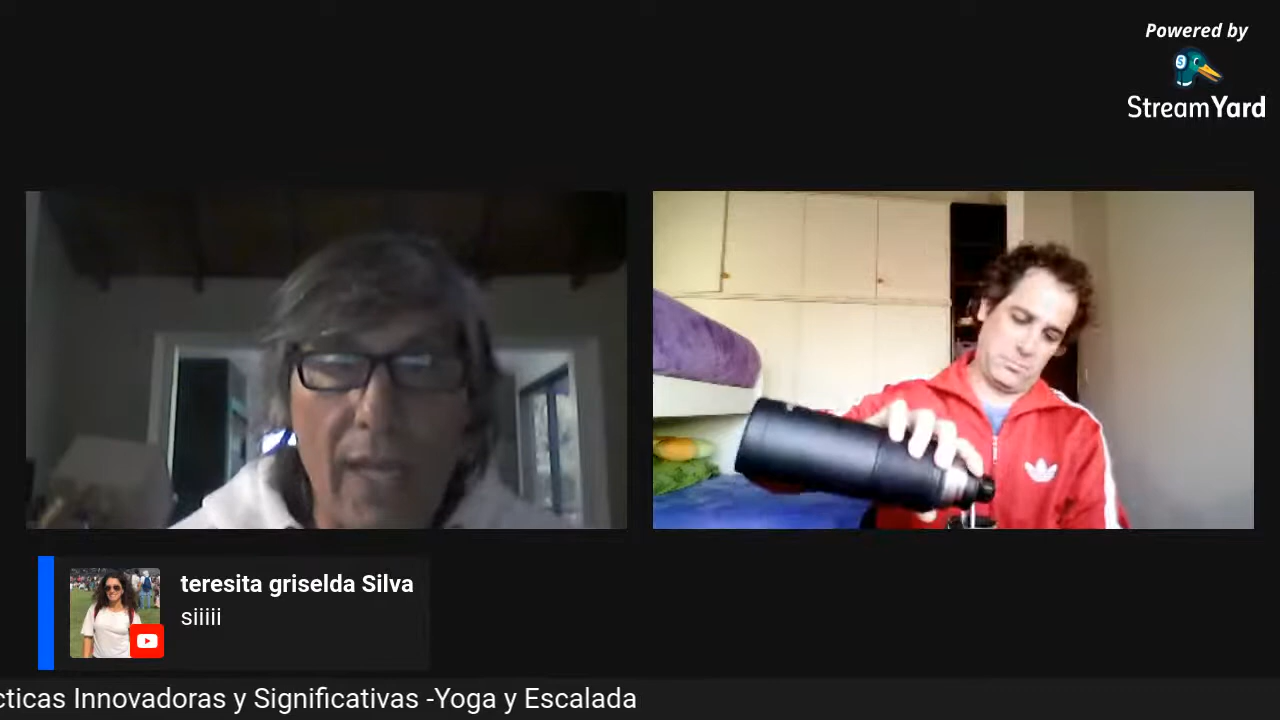 Powered by
StreamYard
teresita griselda Silva
siiiii
cticas Innovadoras y Significativas -Yoga y Escalada